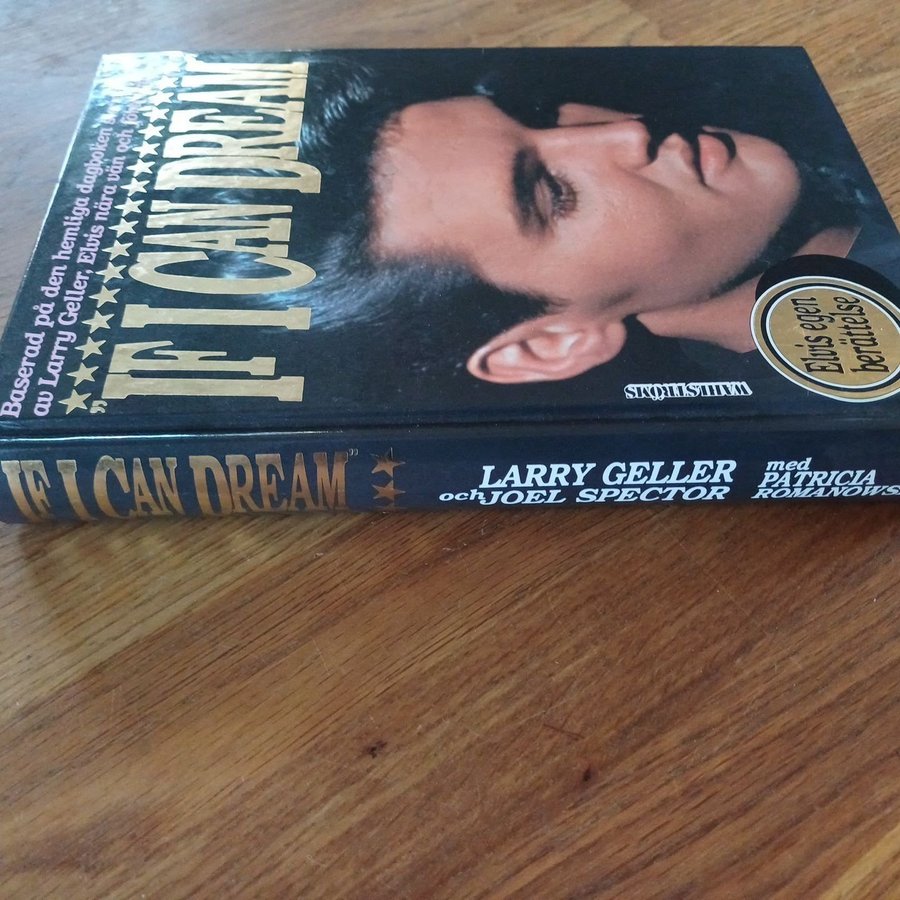 Baserad på den hemliga dagboken
av Larry Geller, Elvis nära vän och
"IF I CAN DREAM
WAHLSTRÖMS
Elvis egen
berättelse
IF I CAN DREAM"
LARRY GELLER
och JOEL SPECTOR
med
PATRICIA